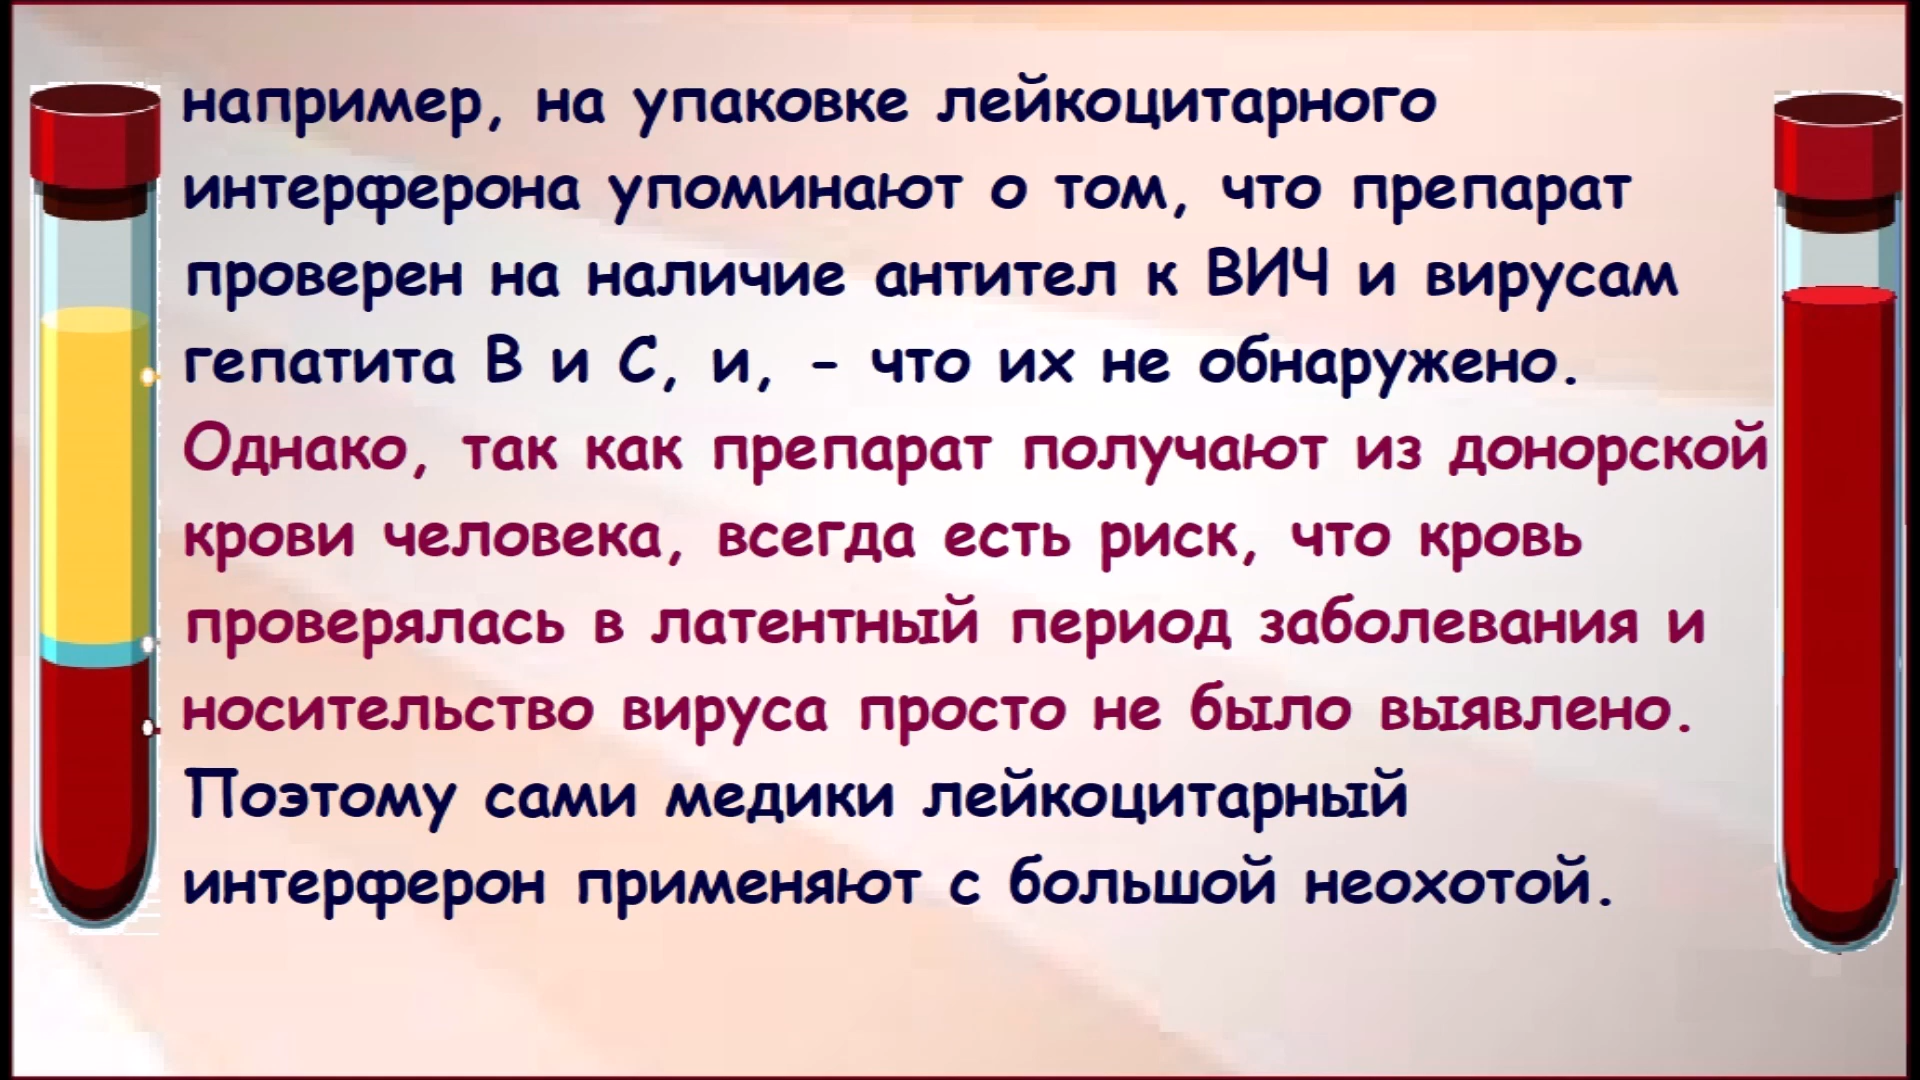 например, на упаковке лейкоцитарного
интерферона упоминают о том, что препарат
проверен на наличие антител к ВИЧ и вирусам
гепатита В и С, и, - что их не обнаружено.
Однако, так как препарат получают из донорской
крови человека, всегда есть риск, что кровь
проверялась в латентный период заболевания и
носительство вируса просто не было выявлено.
Поэтому сами медики лейкоцитарный
интерферон применяют с большой неохотой.